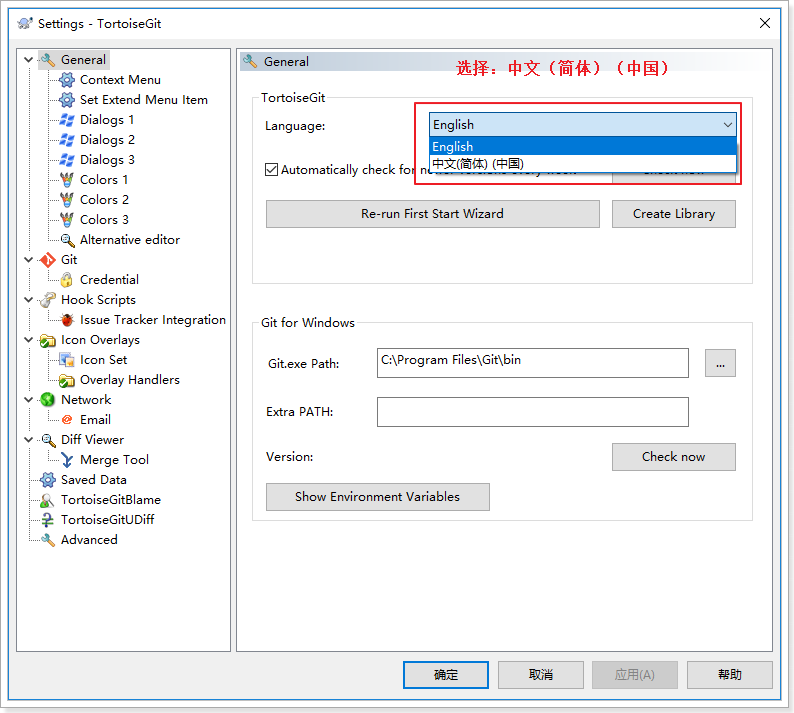 Settings - TortoiseGit
General
Context Menu
Set Extend Menu Item
Dialogs 1
Dialogs 2
Dialogs 3
Colors 1
Colors 2
Colors 3
Alternative editor
Git
Credential
Hook Scripts
Issue Tracker Integration
Icon Overlays
Icon Set
Overlay Handlers
Network
Email
Diff Viewer
Merge Tool
Saved Data
TortoiseGitBlame
TortoiseGitUDiff
Advanced
General
选择：中文（简体）（中国）
TortoiseGit
Language:
English
English
中文(简体) (中国)
Automatically check for
Re-run First Start Wizard
Create Library
Git for Windows
Git.exe Path:
C:\Program Files\Git\bin
...
Extra PATH:
Version:
Check now
Show Environment Variables
确定
取消
应用(A)
帮助